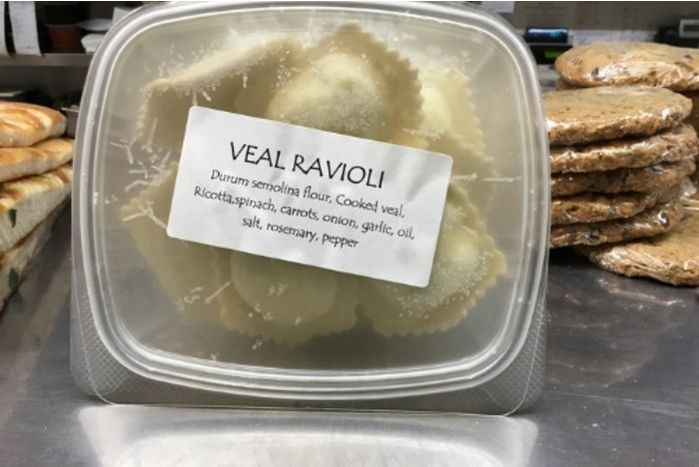 VEAL RAVIOLI
Durum semolina flour, Cooked veal,
Ricotta,spinach, carrots, onion, garlic, oil,
salt, rosemary, pepper